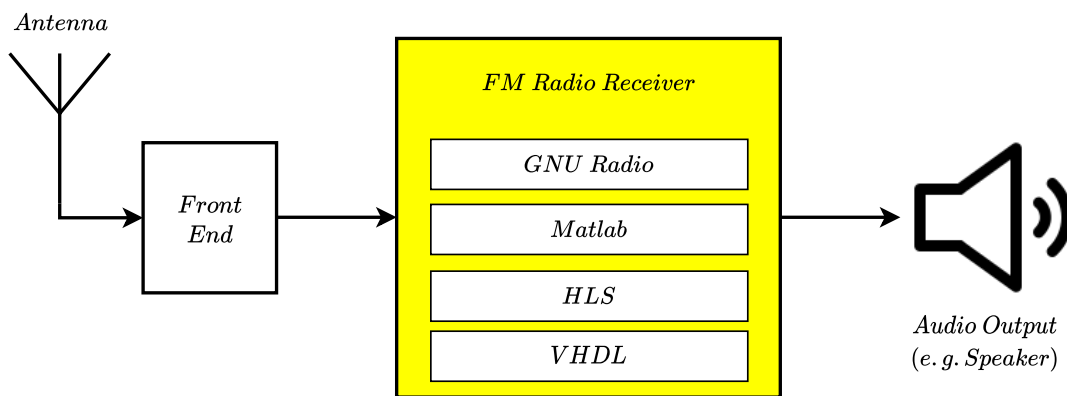 Antenna
Front
End
FM Radio Receiver
GNU Radio
Matlab
HLS
VHDL
Audio Output
(e.g. Speaker)